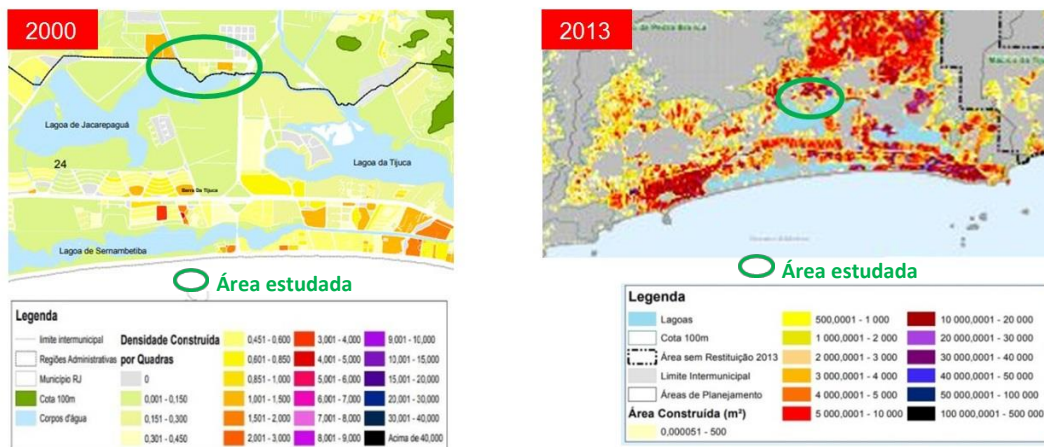 2000
Lagoa de Jacarepaguá
24
Lagoa da Tijuca
Barra Da Tijuca
Lagoa de Sernambetiba
Área estudada
Legenda
limite intermunicipal
Regiões Administrativas
Município RJ
Cota 100m
Corpos d'água
Densidade Construída
por Quadras
0
0,001 - 0,150
0,151 - 0,300
0,301 - 0,450
0,451 - 0,600
0,601 - 0,850
0,851 - 1,000
1,001 - 1,500
1,501 - 2,000
2,001 - 3,000
3,001 - 4,000
4,001 - 5,000
5,001 - 6,000
6,001 - 7,000
7,001 - 8,000
8,001 - 9,000
9,001 - 10,000
10,001 - 15,000
15,001 - 20,000
20,001 - 30,000
30,001 - 40,000
Acima de 40,000
2013
da Pedra Branca
Área estudada
Legenda
Lagoas
Cota 100m
Área sem Restituição 2013
Limite Intermunicipal
Áreas de Planejamento
Área Construída (m²)
0,000051 - 500
500,0001 - 1 000
1 000,0001 - 2 000
2 000,0001 - 3 000
3 000,0001 - 4 000
4 000,0001 - 5 000
5 000,0001 - 10 000
10 000,0001 - 20 000
20 000,0001 - 30 000
30 000,0001 - 40 000
40 000,0001 - 50 000
50 000,0001 - 100 000
100 000,0001 - 500 000